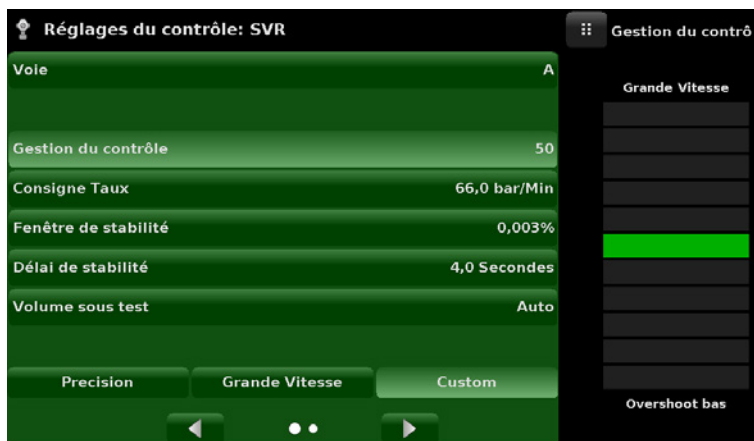 Réglages du contrôle: SVR
Voie A
Gestion du contrôle 50
Consigne Taux 66,0 bar/Min
Fenêtre de stabilité 0,003%
Délai de stabilité 4,0 Secondes
Volume sous test Auto
Precision Grande Vitesse Custom
Gestion du contrô
Grande Vitesse
Overshoot bas